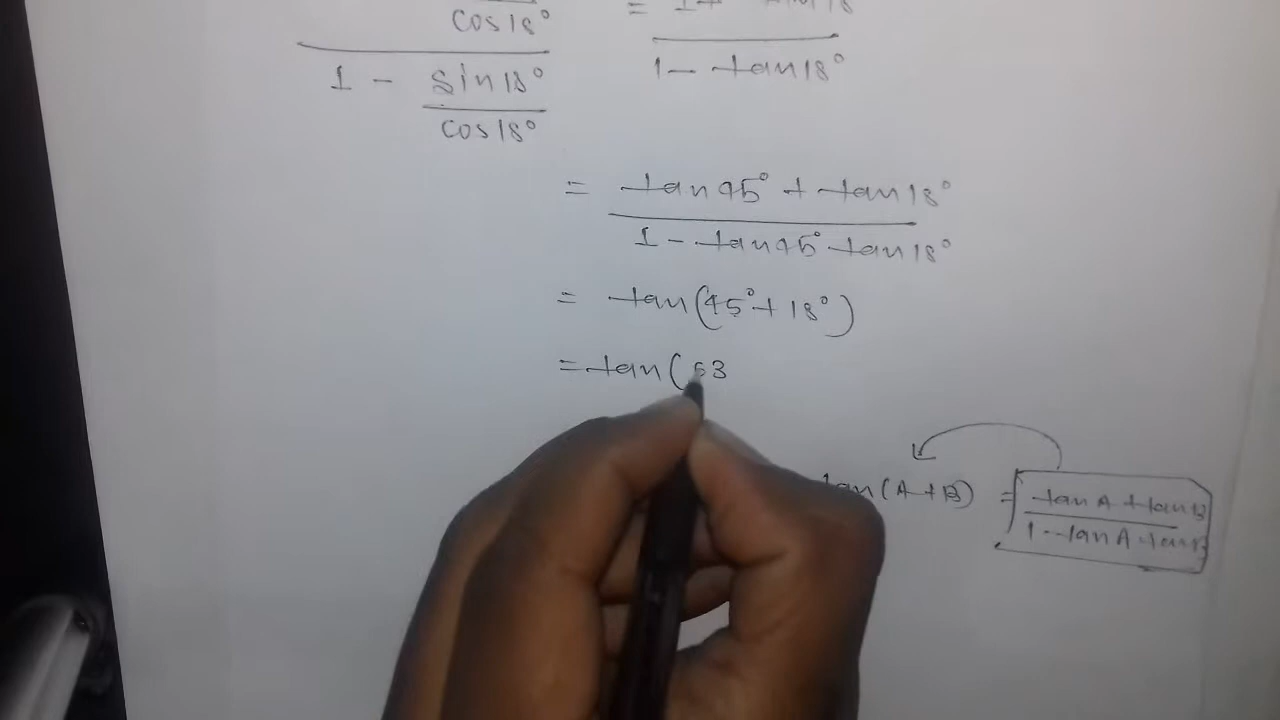 cos18° = 1+
1 - sin18° / cos18° 1- tan18°
= tan45° + tan18°
1 - tan45° tan18°
= tan(45°+18°)
=tan(63
tan(A+B) = tanA + tanB
1-tanA tanB